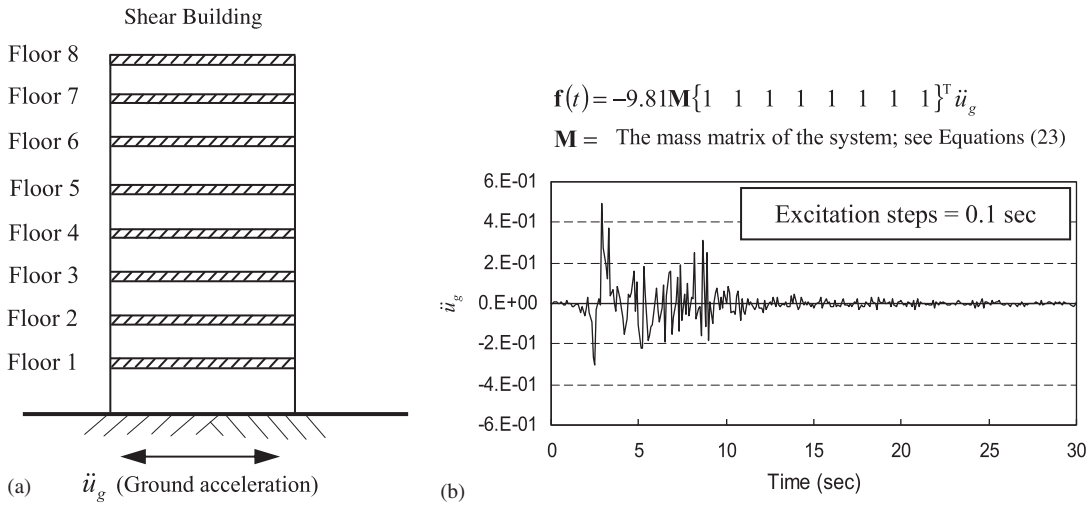 Shear Building
Floor 8
Floor 7
Floor 6
Floor 5
Floor 4
Floor 3
Floor 2
Floor 1
(a) ü_g (Ground acceleration)
f(t) = −9.81M{1 1 1 1 1 1 1 1}ᵀ ü_g
M = The mass matrix of the system; see Equations (23)
Excitation steps = 0.1 sec
6.E-01
4.E-01
2.E-01
0.E+00
-2.E-01
-4.E-01
-6.E-01
ü_g
0 5 10 15 20 25 30
Time (sec)
(b)